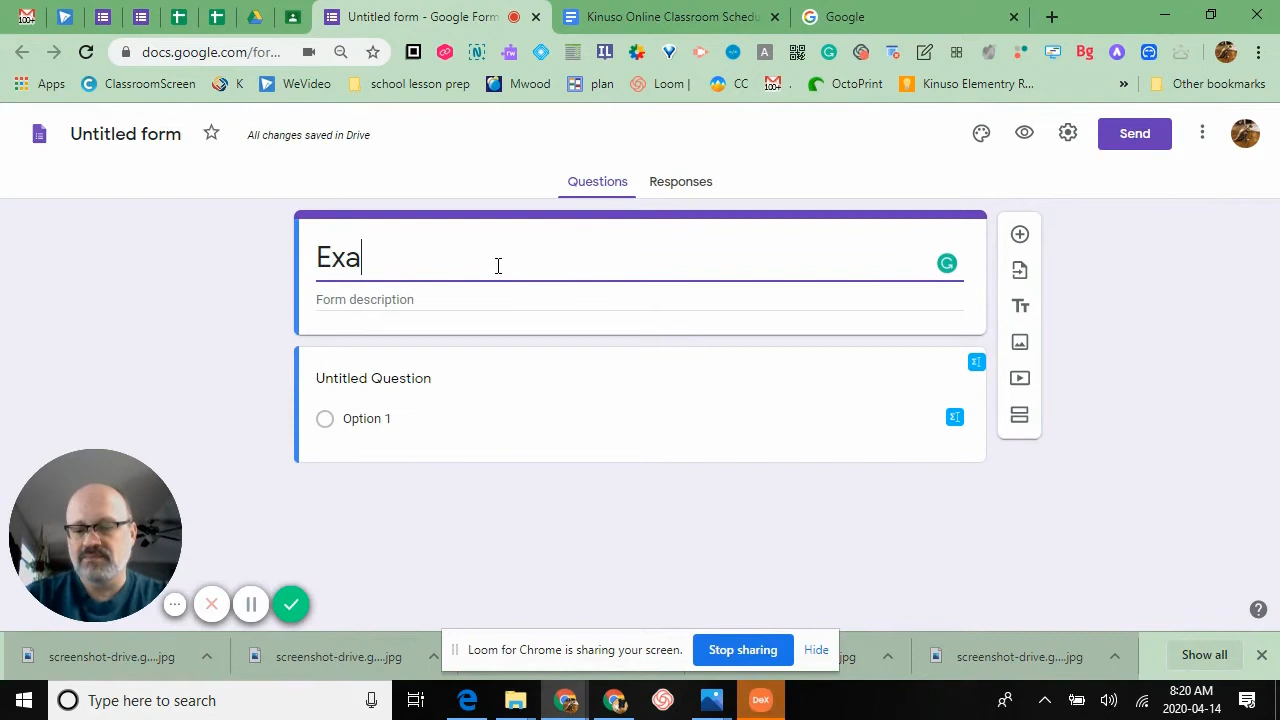 Untitled form - Google Form
Kinuso Online Classroom Schedu
Google
docs.google.com/for...
Apps
ClassroomScreen
K
WeVideo
school lesson prep
Mwood
plan
Loom |
CC
100+
.
OctoPrint
Kinuso Elementry R...
»
Other bookmarks
Untitled form
All changes saved in Drive
Send
Questions
Responses
Exa
Form description
Untitled Question
Option 1
screenshot-drive.g....jpg
screenshot-drive.g....jpg
Loom for Chrome is sharing your screen.
Stop sharing
Hide
jpg
screenshot-drive.g....jpg
Show all
Type here to search
DeX
8:20 AM
2020-04-14